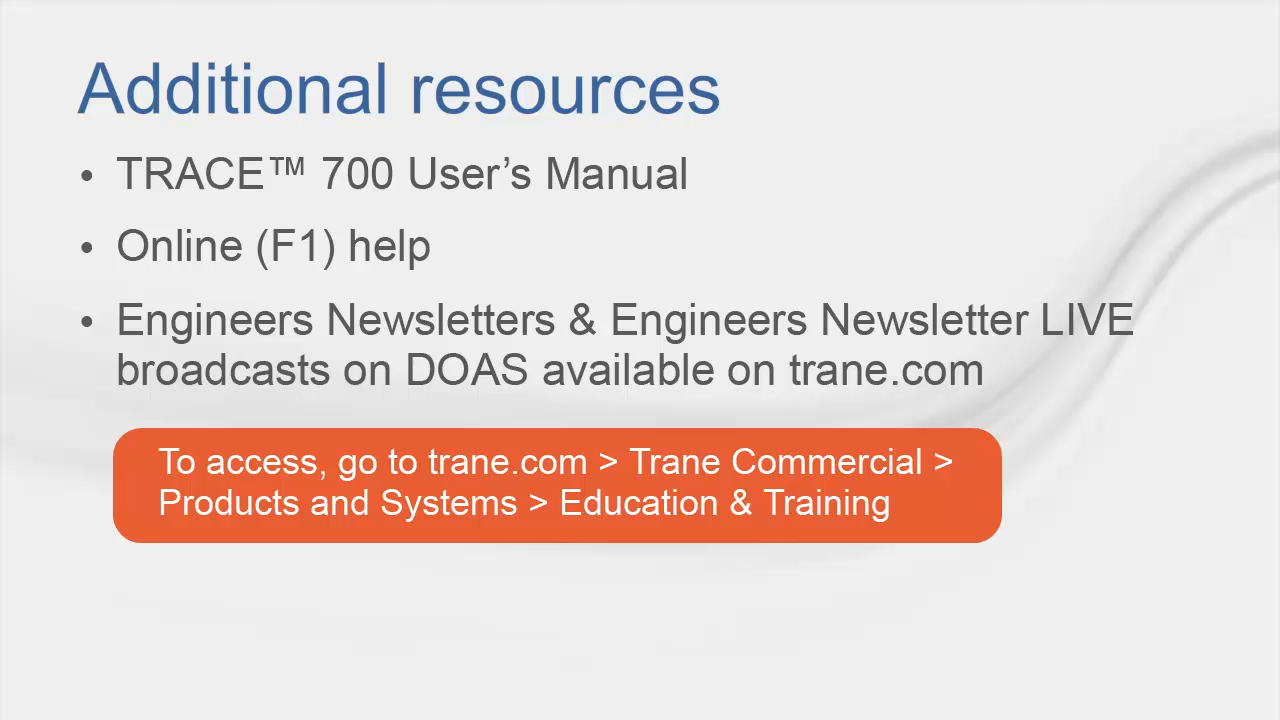 Additional resources
• TRACE™ 700 User’s Manual
• Online (F1) help
• Engineers Newsletters & Engineers Newsletter LIVE
broadcasts on DOAS available on trane.com
To access, go to trane.com > Trane Commercial >
Products and Systems > Education & Training